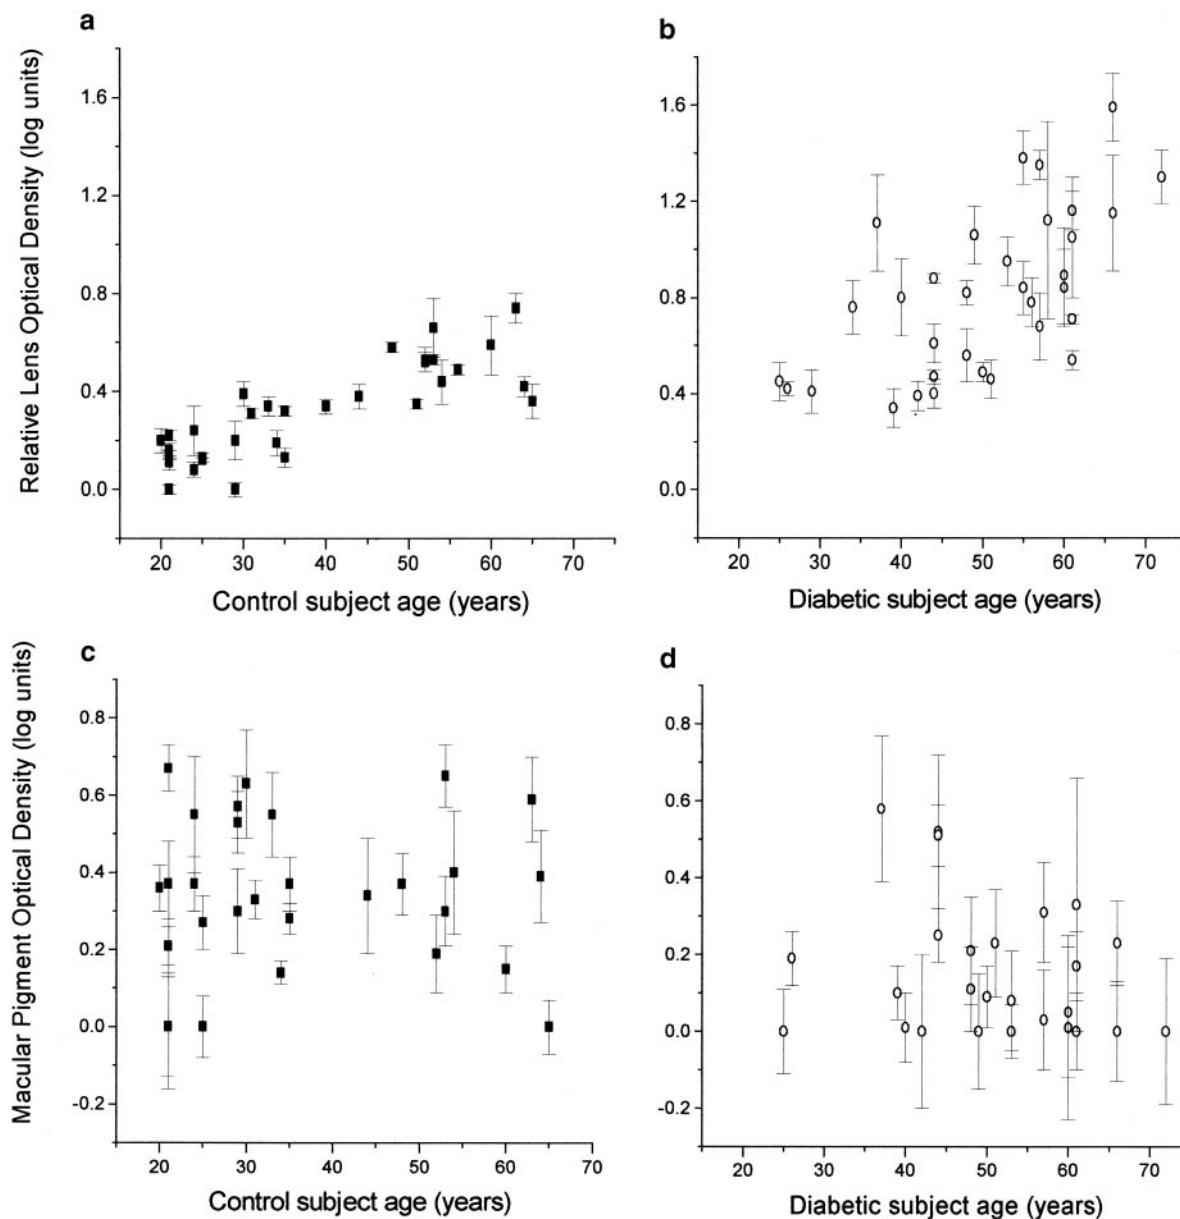 a
Relative Lens Optical Density (log units)
1.6
1.2
0.8
0.4
0.0
20 30 40 50 60 70
Control subject age (years)
b
1.6
1.2
0.8
0.4
0.0
20 30 40 50 60 70
Diabetic subject age (years)
c
Macular Pigment Optical Density (log units)
0.8
0.6
0.4
0.2
0.0
-0.2
20 30 40 50 60 70
Control subject age (years)
d
0.8
0.6
0.4
0.2
0.0
-0.2
20 30 40 50 60 70
Diabetic subject age (years)